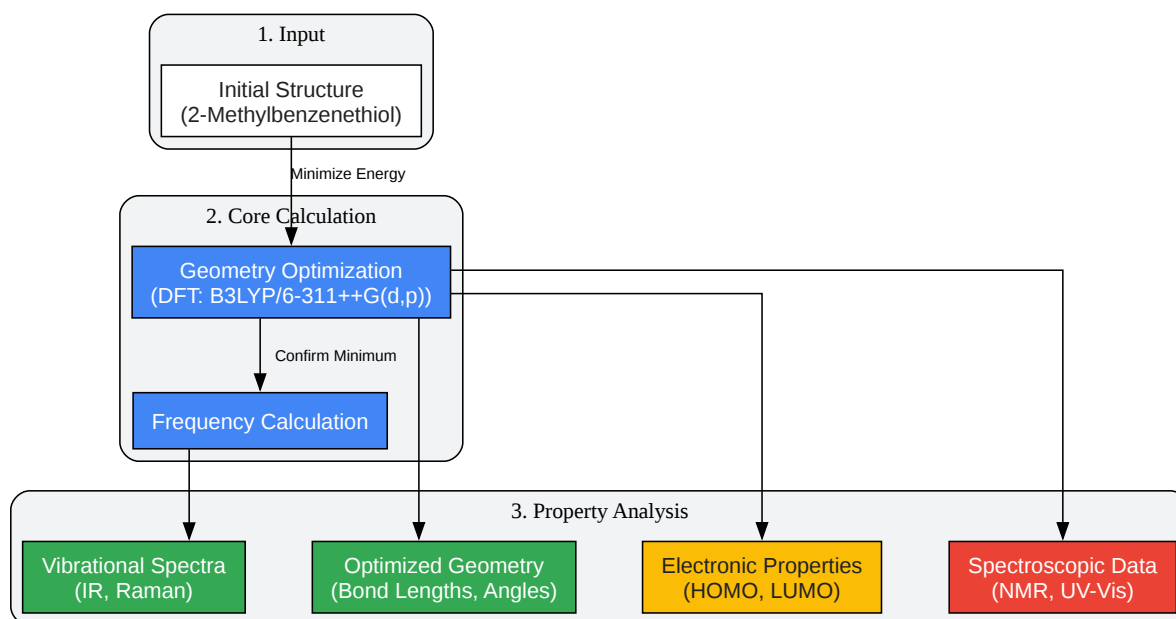 1. Input
Initial Structure
(2-Methylbenzenethiol)
Minimize Energy
2. Core Calculation
Geometry Optimization
(DFT: B3LYP/6-311++G(d,p))
Confirm Minimum
Frequency Calculation
3. Property Analysis
Vibrational Spectra
(IR, Raman)
Optimized Geometry
(Bond Lengths, Angles)
Electronic Properties
(HOMO, LUMO)
Spectroscopic Data
(NMR, UV-Vis)